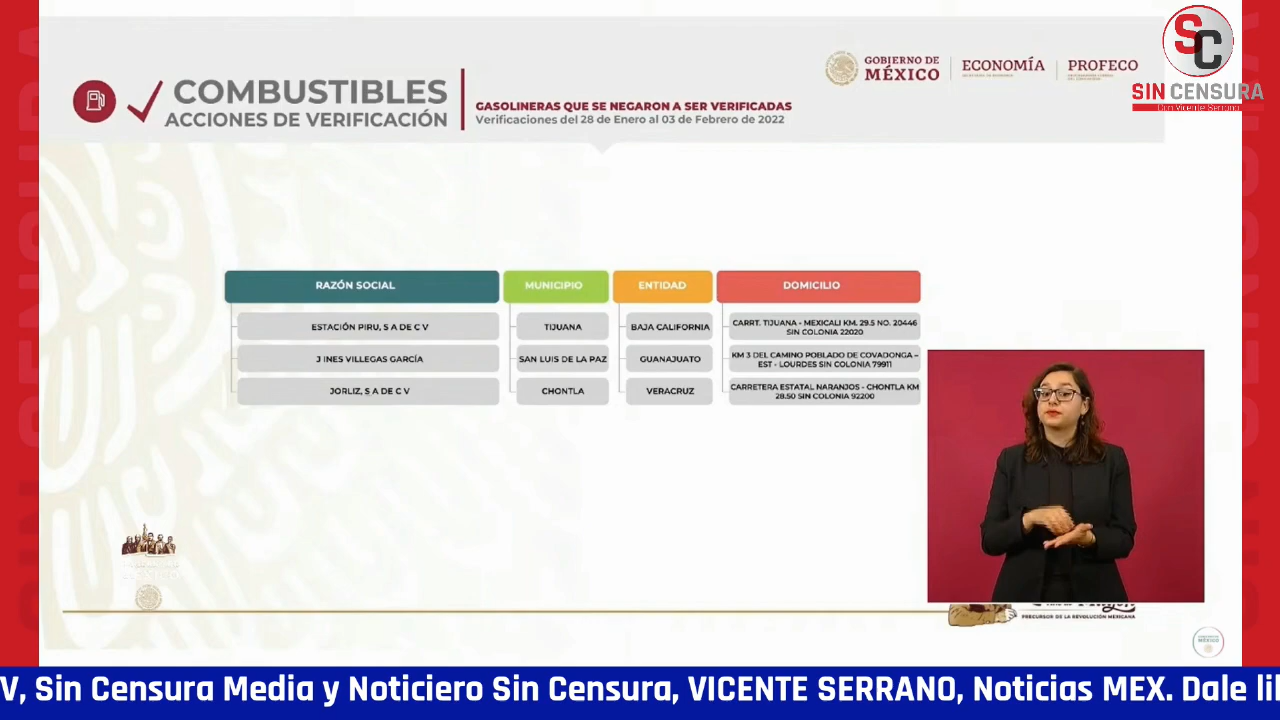 COMBUSTIBLES
ACCIONES DE VERIFICACIÓN
GASOLINERAS QUE SE NEGARON A SER VERIFICADAS
Verificaciones del 28 de Enero al 03 de Febrero de 2022
GOBIERNO DE
MÉXICO
ECONOMÍA
PROFECO
SC
SIN CENSURA
Con Vicente Serrano
RAZÓN SOCIAL
MUNICIPIO
ENTIDAD
DOMICILIO
ESTACIÓN PIRU, S A DE C V
TIJUANA
BAJA CALIFORNIA
CARRT. TIJUANA - MEXICALI KM. 29.5 NO. 20446
SIN COLONIA 22020
J INES VILLEGAS GARCÍA
SAN LUIS DE LA PAZ
GUANAJUATO
KM 3 DEL CAMINO POBLADO DE COVADONGA –
EST - LOURDES SIN COLONIA 79911
JORLIZ, S A DE C V
CHONTLA
VERACRUZ
CARRETERA ESTATAL NARANJOS - CHONTLA KM
28.50 SIN COLONIA 92200
PRECURSOR DE LA REVOLUCIÓN MEXICANA
V, Sin Censura Media y Noticiero Sin Censura, VICENTE SERRANO, Noticias MEX. Dale li